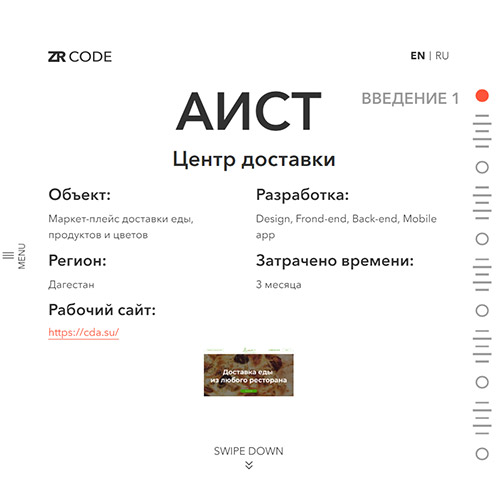 ZR CODE
EN | RU
АИСТ
ВВЕДЕНИЕ 1
Центр доставки
Объект:
Маркет-плейс доставки еды,
продуктов и цветов
Разработка:
Design, Frond-end, Back-end, Mobile
app
Регион:
Дагестан
Затрачено времени:
3 месяца
Рабочий сайт:
https://cda.su/
MENU
Доставка еды
из любого ресторана
SWIPE DOWN